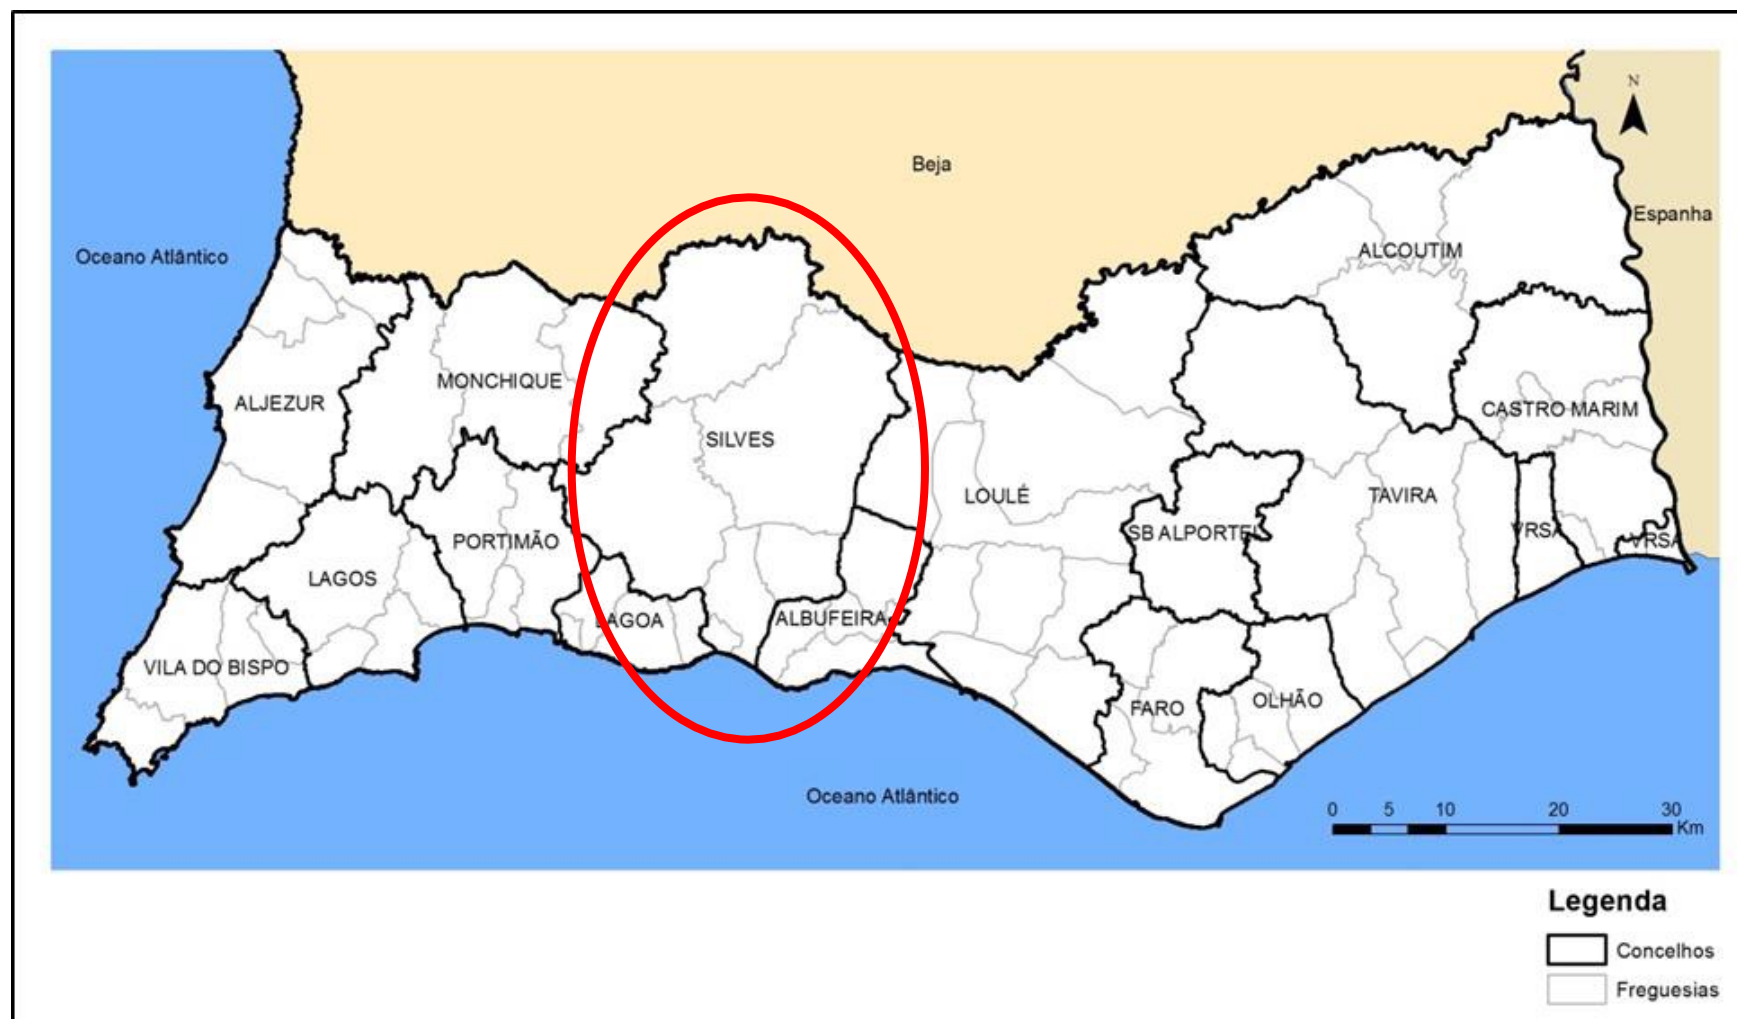 N
Beja
Espanha
Oceano Atlântico
ALCOUTIM
MONCHIQUE
ALJEZUR
CASTRO MARIM
SILVES
LOULÉ
TAVIRA
PORTIMÃO
SB ALPORTEL
VRSA
VRSA
LAGOS
LAGOA
ALBUFEIRA
VILA DO BISPO
FARO
OLHÃO
Oceano Atlântico
0 5 10 20 30
Km
Legenda
Concelhos
Freguesias